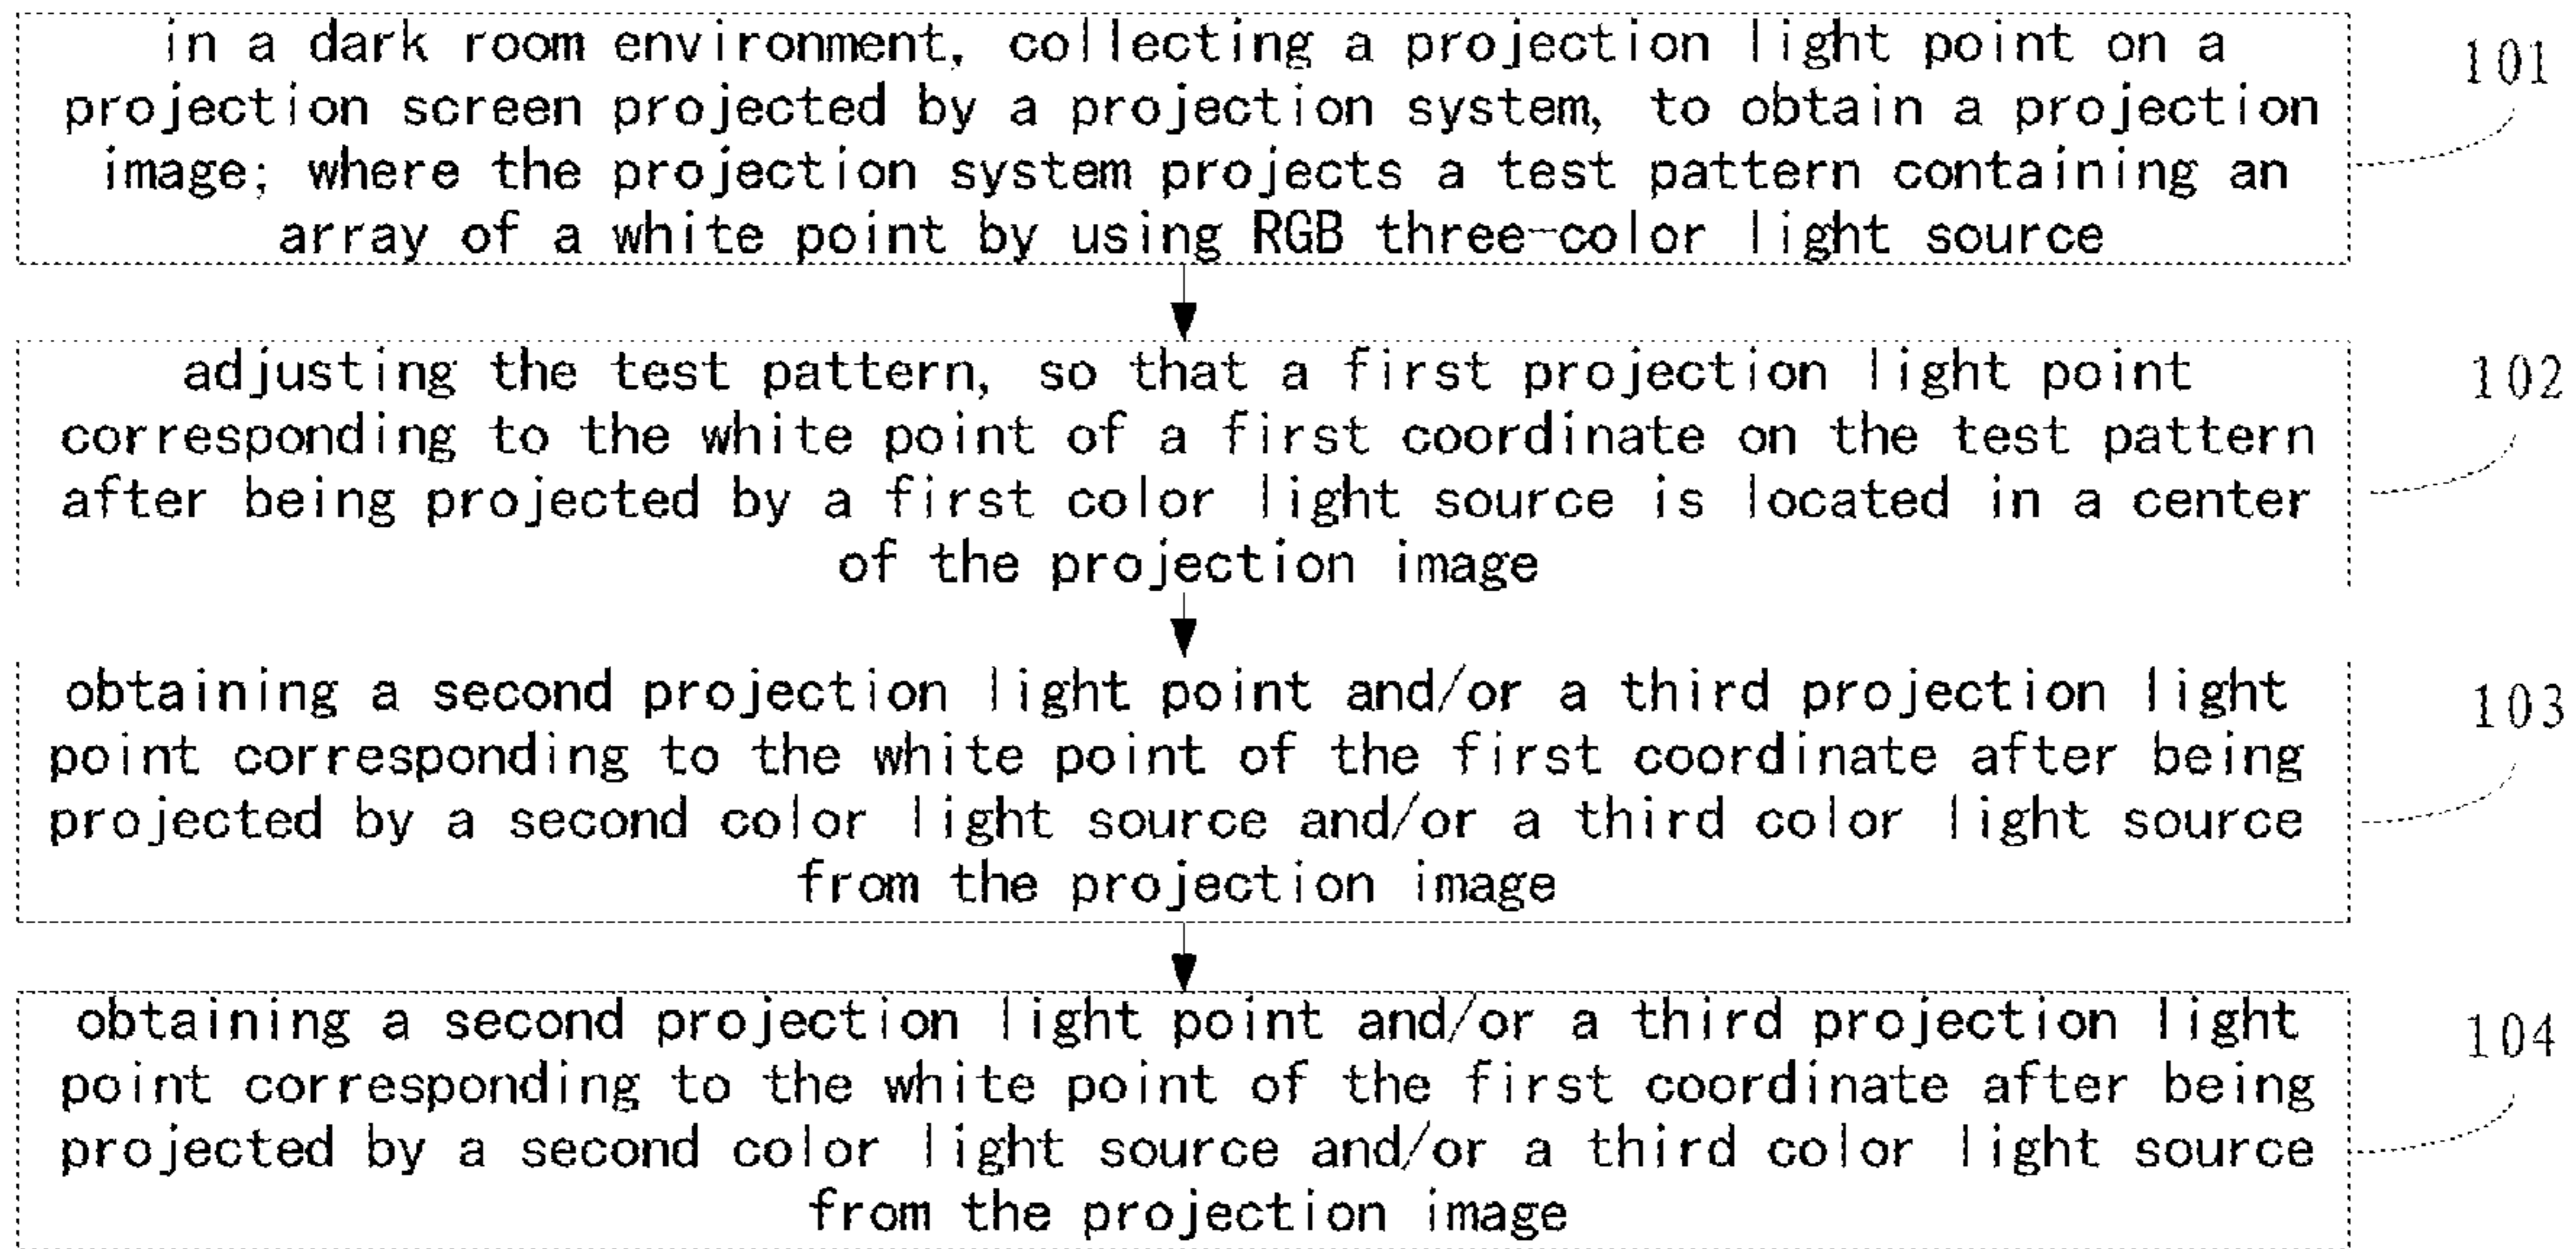 in a dark room environment, collecting a projection light point on a
projection screen projected by a projection system, to obtain a projection
image; where the projection system projects a test pattern containing an
array of a white point by using RGB three-color light source
101
adjusting the test pattern, so that a first projection light point
corresponding to the white point of a first coordinate on the test pattern
after being projected by a first color light source is located in a center
of the projection image
102
obtaining a second projection light point and/or a third projection light
point corresponding to the white point of the first coordinate after being
projected by a second color light source and/or a third color light source
from the projection image
103
obtaining a second projection light point and/or a third projection light
point corresponding to the white point of the first coordinate after being
projected by a second color light source and/or a third color light source
from the projection image
104